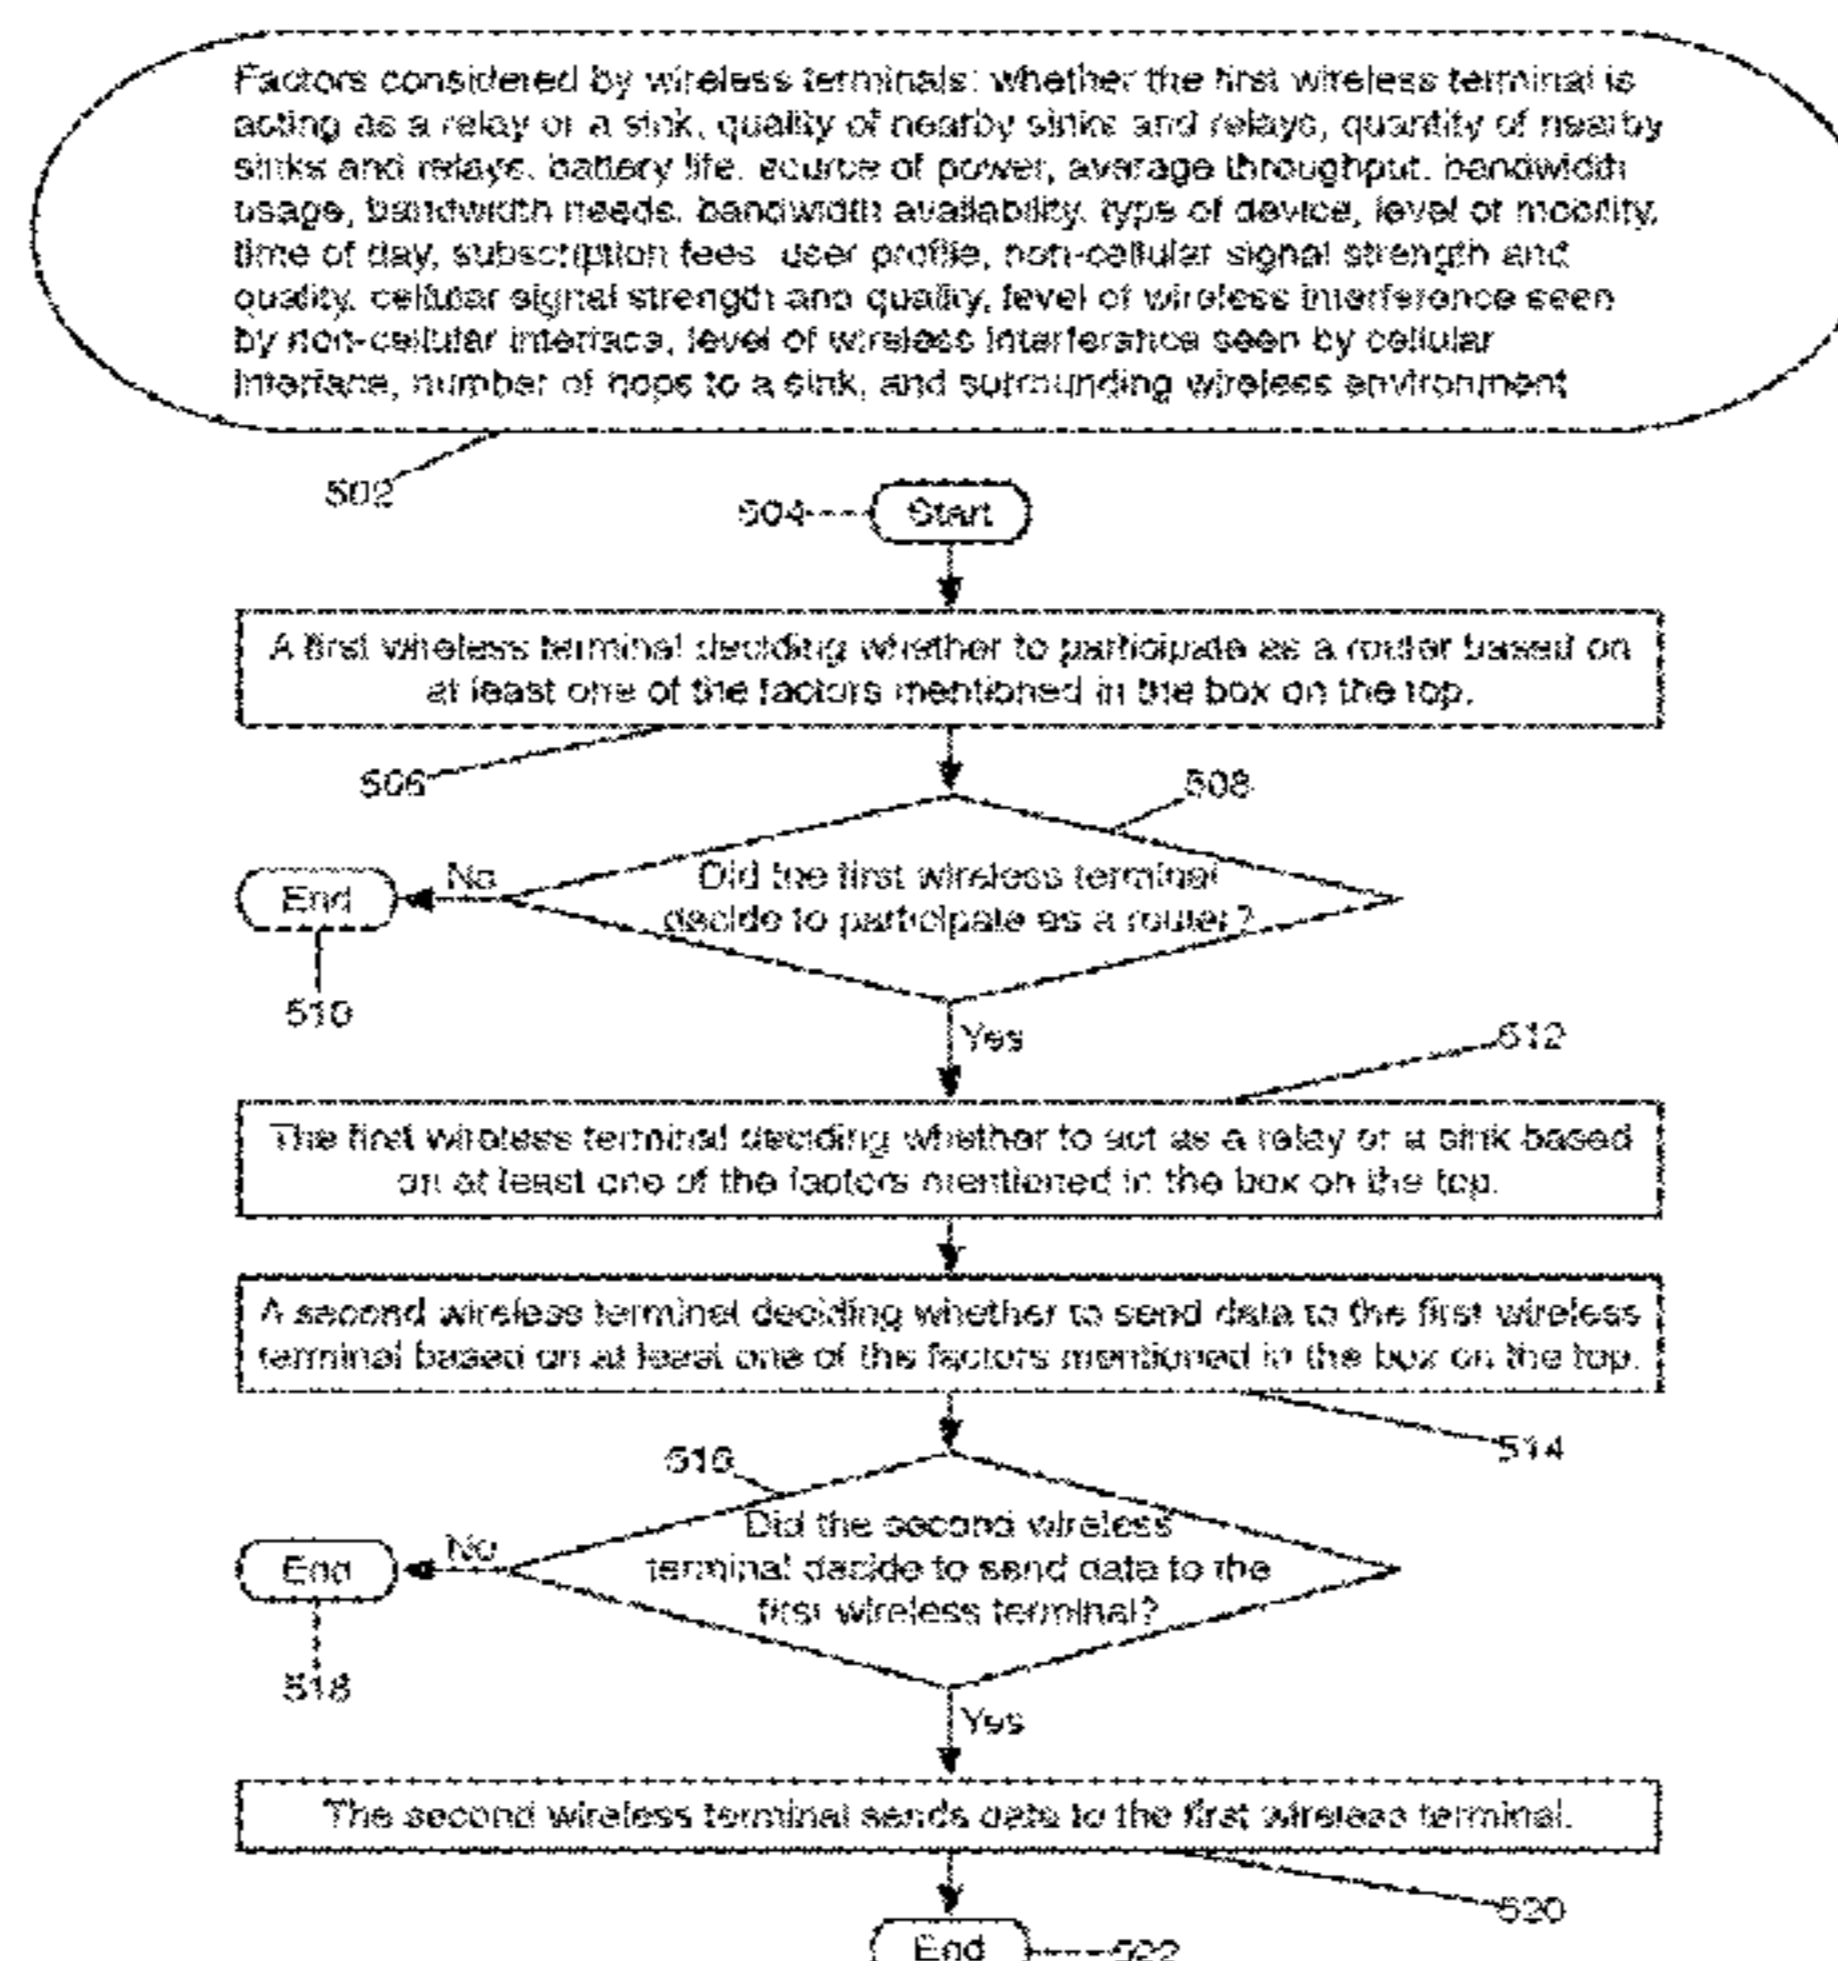 Factors considered by wireless terminals: whether the first wireless terminal is
acting as a relay or a sink, quality of nearby sinks and relays, quantity of nearby
sinks and relays, battery life, source of power, average throughput, bandwidth
usage, bandwidth needs, bandwidth availability, type of device, level of mobility,
time of day, subscription fees, user profile, non-cellular signal strength and
quality, cellular signal strength and quality, level of wireless interference seen
by non-cellular interface, level of wireless interference seen by cellular
interface, number of hops to a sink, and surrounding wireless environment
502
504
Start
A first wireless terminal deciding whether to participate as a router based on
at least one of the factors mentioned in the box on the top.
506
508
Did the first wireless terminal
decide to participate as a router?
No
End
510
Yes
512
The first wireless terminal deciding whether to act as a relay or a sink based
on at least one of the factors mentioned in the box on the top.
A second wireless terminal deciding whether to send data to the first wireless
terminal based on at least one of the factors mentioned in the box on the top.
514
516
Did the second wireless
terminal decide to send data to the
first wireless terminal?
No
End
518
Yes
The second wireless terminal sends data to the first wireless terminal.
520
End
522